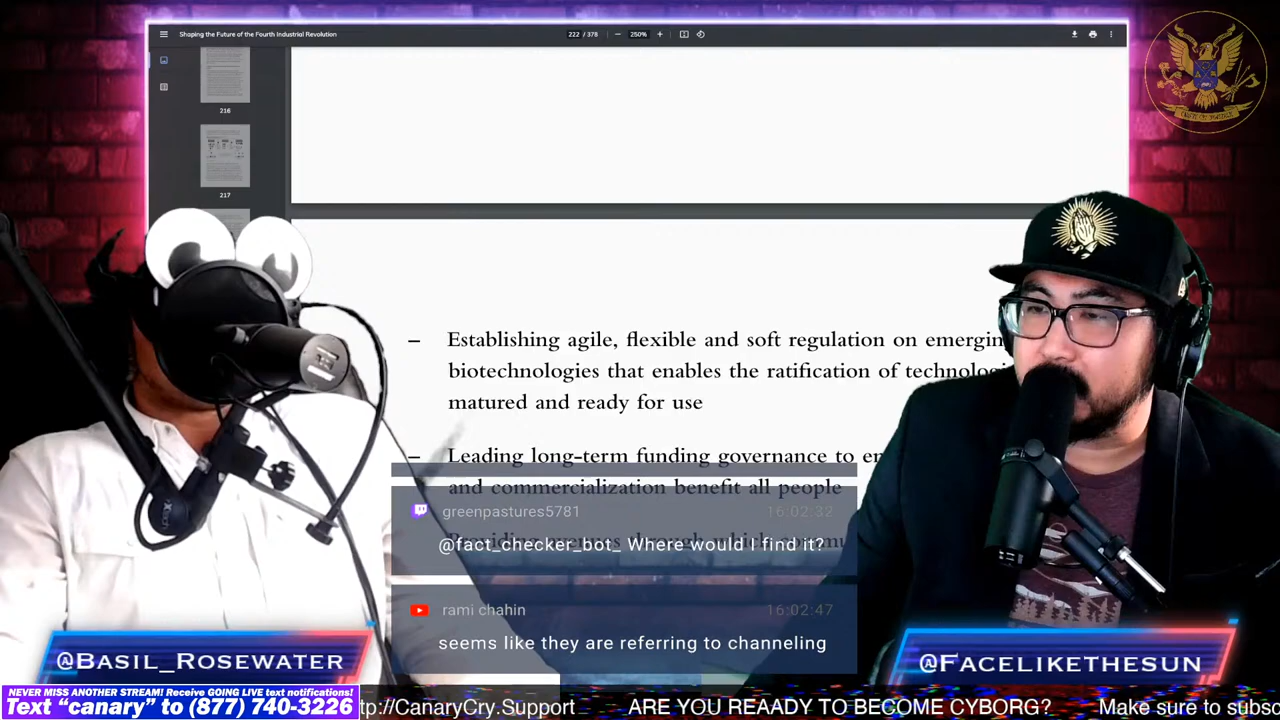 Shaping the Future of the Fourth Industrial Revolution
222 / 378
250%
216
217
– Establishing agile, flexible and soft regulation on emergin
biotechnologies that enables the ratification of technologi
matured and ready for use
– Leading long-term funding governance to en
and commercialization benefit all people
greenpastures5781 16:02:32
@fact_checker_bot_ Where would I find it?
rami chahin 16:02:47
seems like they are referring to channeling
@BASIL_ROSEWATER
@FACELIKETHESUN
NEVER MISS ANOTHER STREAM! Receive GOING LIVE text notifications!
Text “canary” to (877) 740-3226
tp://CanaryCry.Support ARE YOU REAADY TO BECOME CYBORG? Make sure to subsc